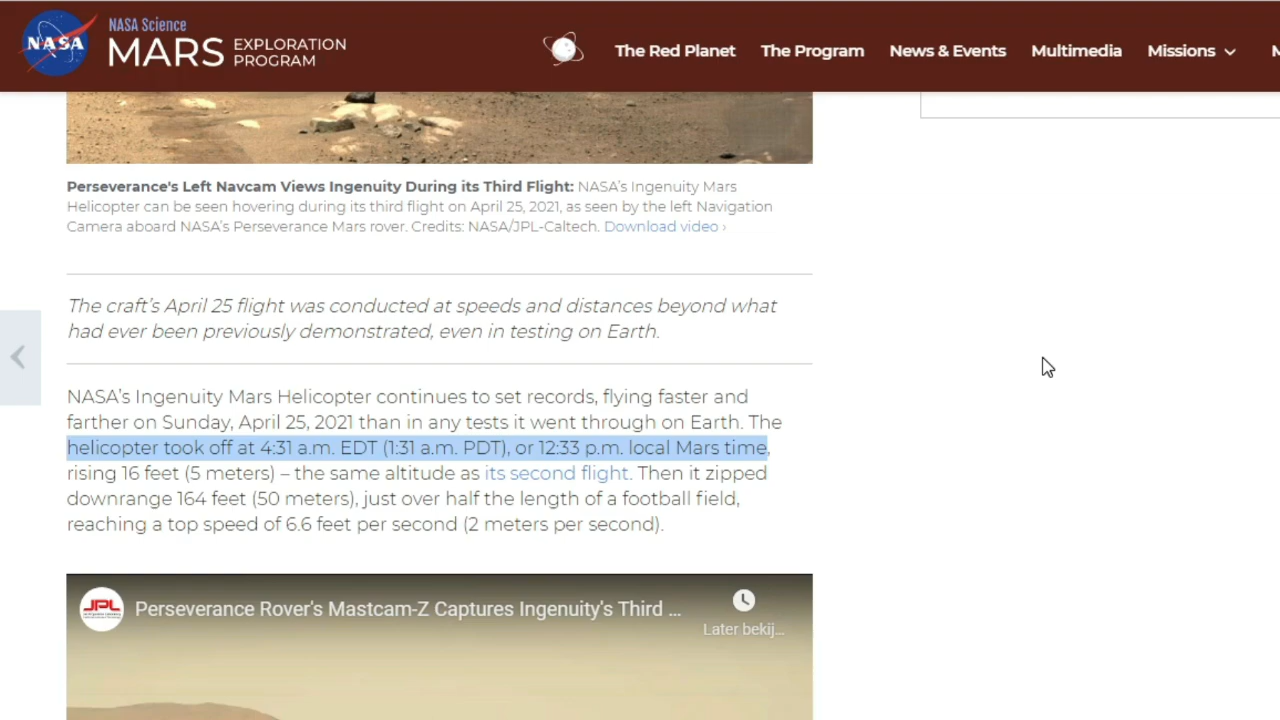 NASA
NASA Science
MARS EXPLORATION PROGRAM
The Red Planet
The Program
News & Events
Multimedia
Missions
M
Perseverance's Left Navcam Views Ingenuity During its Third Flight: NASA's Ingenuity Mars
Helicopter can be seen hovering during its third flight on April 25, 2021, as seen by the left Navigation
Camera aboard NASA's Perseverance Mars rover. Credits: NASA/JPL-Caltech. Download video ›
The craft's April 25 flight was conducted at speeds and distances beyond what
had ever been previously demonstrated, even in testing on Earth.
NASA's Ingenuity Mars Helicopter continues to set records, flying faster and
farther on Sunday, April 25, 2021 than in any tests it went through on Earth. The
helicopter took off at 4:31 a.m. EDT (1:31 a.m. PDT), or 12:33 p.m. local Mars time,
rising 16 feet (5 meters) – the same altitude as its second flight. Then it zipped
downrange 164 feet (50 meters), just over half the length of a football field,
reaching a top speed of 6.6 feet per second (2 meters per second).
JPL
Perseverance Rover's Mastcam-Z Captures Ingenuity's Third ...
Later bekij...